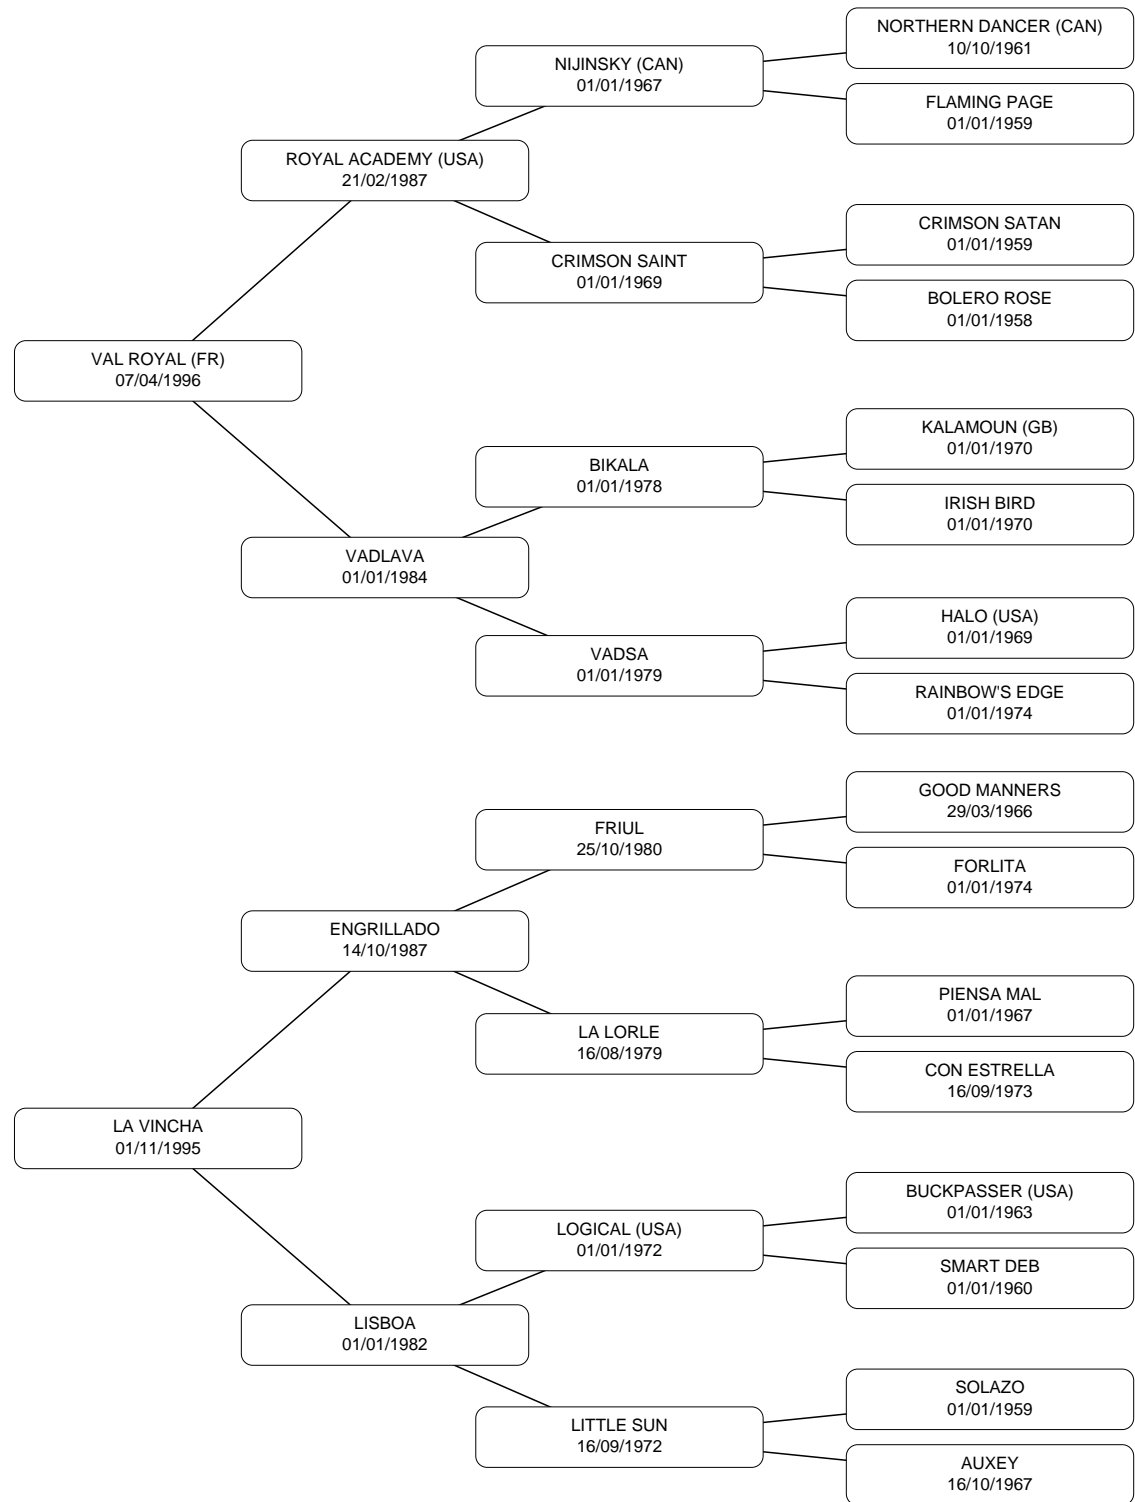 NORTHERN DANCER (CAN)
10/10/1961
NIJINSKY (CAN)
01/01/1967
FLAMING PAGE
01/01/1959
ROYAL ACADEMY (USA)
21/02/1987
CRIMSON SATAN
01/01/1959
CRIMSON SAINT
01/01/1969
BOLERO ROSE
01/01/1958
VAL ROYAL (FR)
07/04/1996
KALAMOUN (GB)
01/01/1970
BIKALA
01/01/1978
IRISH BIRD
01/01/1970
VADLAVA
01/01/1984
HALO (USA)
01/01/1969
VADSA
01/01/1979
RAINBOW'S EDGE
01/01/1974
GOOD MANNERS
29/03/1966
FRIUL
25/10/1980
FORLITA
01/01/1974
ENGRILLADO
14/10/1987
PIENSA MAL
01/01/1967
LA LORLE
16/08/1979
CON ESTRELLA
16/09/1973
LA VINCHA
01/11/1995
BUCKPASSER (USA)
01/01/1963
LOGICAL (USA)
01/01/1972
SMART DEB
01/01/1960
LISBOA
01/01/1982
SOLAZO
01/01/1959
LITTLE SUN
16/09/1972
AUXEY
16/10/1967